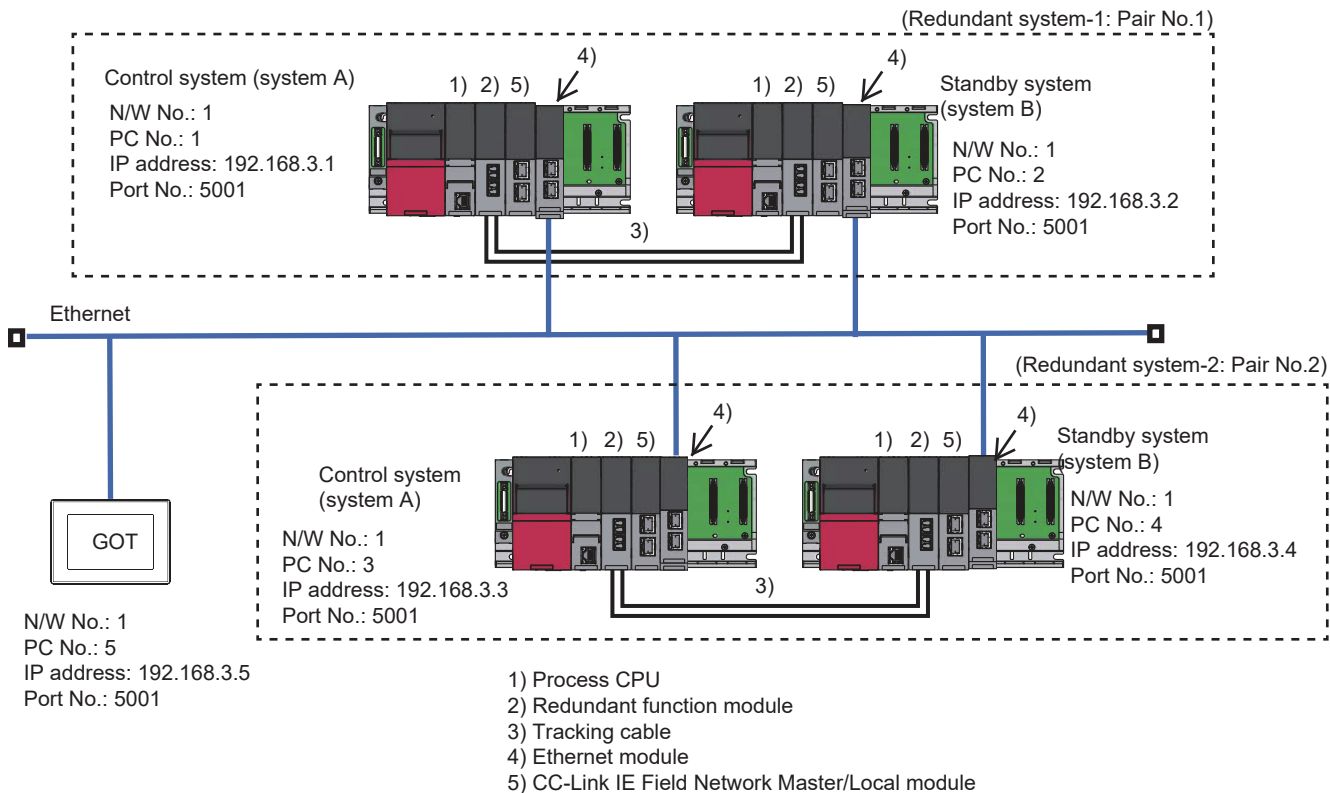 (Redundant system-1: Pair No.1)
Control system (system A)
N/W No.: 1
PC No.: 1
IP address: 192.168.3.1
Port No.: 5001
1) 2) 5)
4)
1) 2) 5)
4)
Standby system
(system B)
N/W No.: 1
PC No.: 2
IP address: 192.168.3.2
Port No.: 5001
3)
Ethernet
(Redundant system-2: Pair No.2)
Control system
(system A)
N/W No.: 1
PC No.: 3
IP address: 192.168.3.3
Port No.: 5001
1) 2) 5)
4)
1) 2) 5)
4)
Standby system
(system B)
N/W No.: 1
PC No.: 4
IP address: 192.168.3.4
Port No.: 5001
3)
GOT
N/W No.: 1
PC No.: 5
IP address: 192.168.3.5
Port No.: 5001
1) Process CPU
2) Redundant function module
3) Tracking cable
4) Ethernet module
5) CC-Link IE Field Network Master/Local module